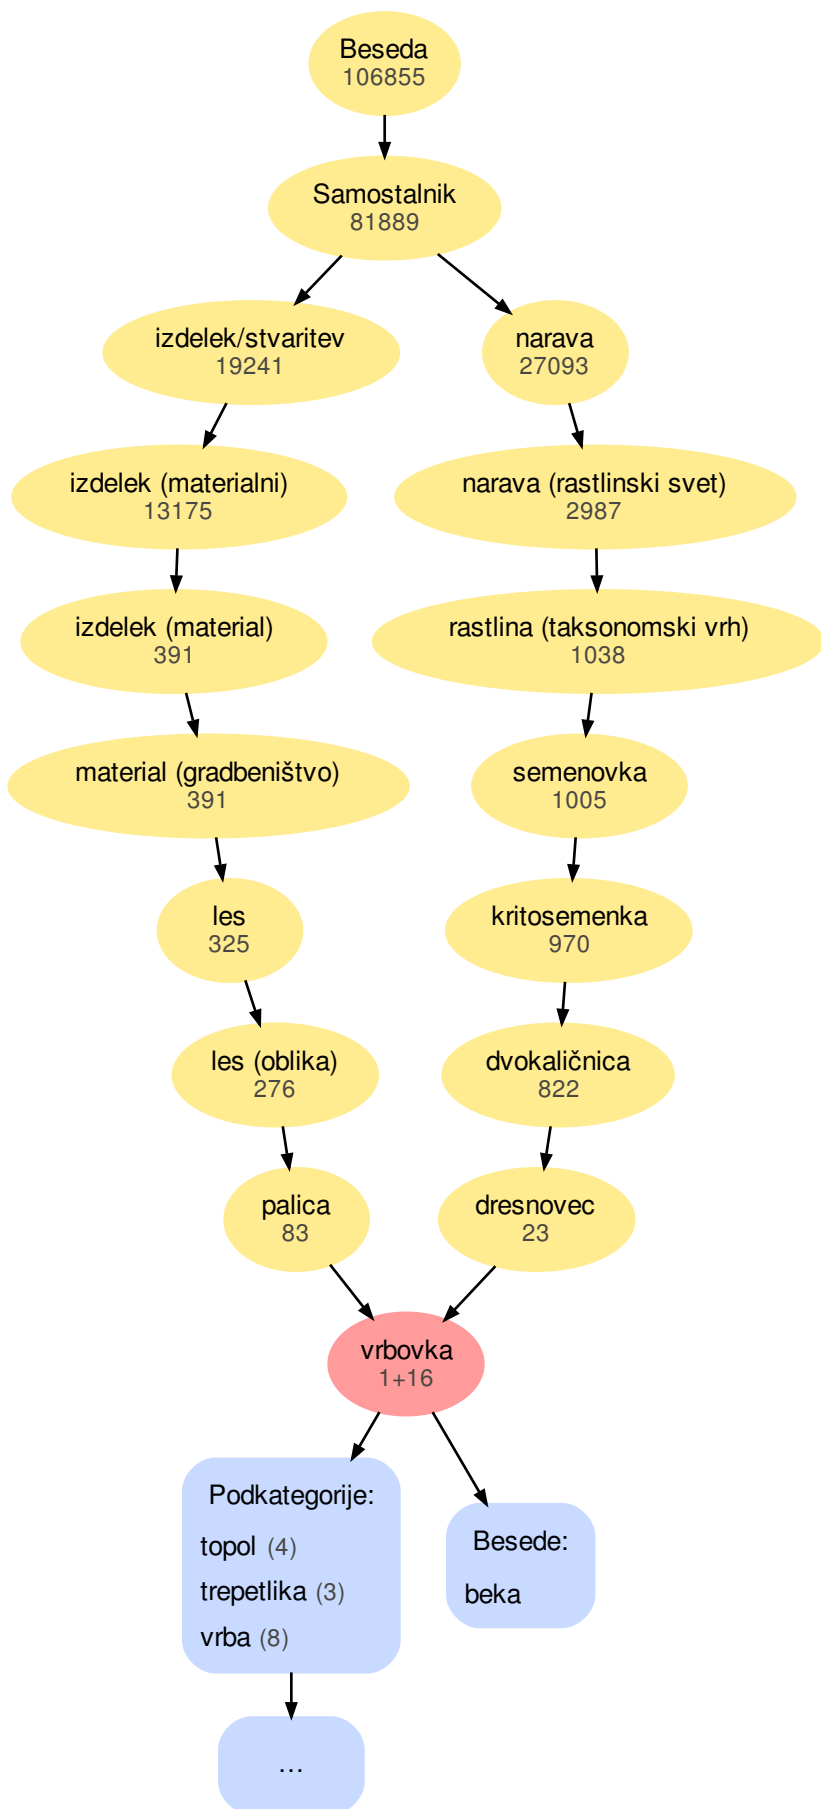 Beseda
106855
Samostalnik
81889
izdelek/stvaritev
19241
narava
27093
izdelek (materialni)
13175
narava (rastlinski svet)
2987
izdelek (material)
391
rastlina (taksonomski vrh)
1038
material (gradbeništvo)
391
semenovka
1005
les
325
kritosemenka
970
les (oblika)
276
dvokaličnica
822
palica
83
dresnovec
23
vrbovka
1+16
Podkategorije:
topol (4)
trepetlika (3)
vrba (8)
Besede:
beka
...